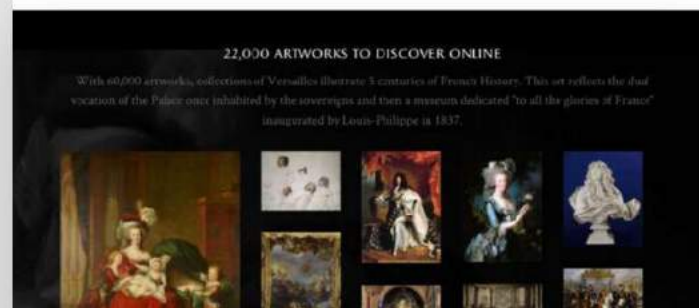 22,000 ARTWORKS TO DISCOVER ONLINE
With 60,000 artworks, collections of Versailles illustrate 5 centuries of French History. This set reflects the dual
vocation of the Palace once inhabited by the sovereigns and then a museum dedicated "to all the glories of France"
inaugurated by Louis-Philippe in 1837.